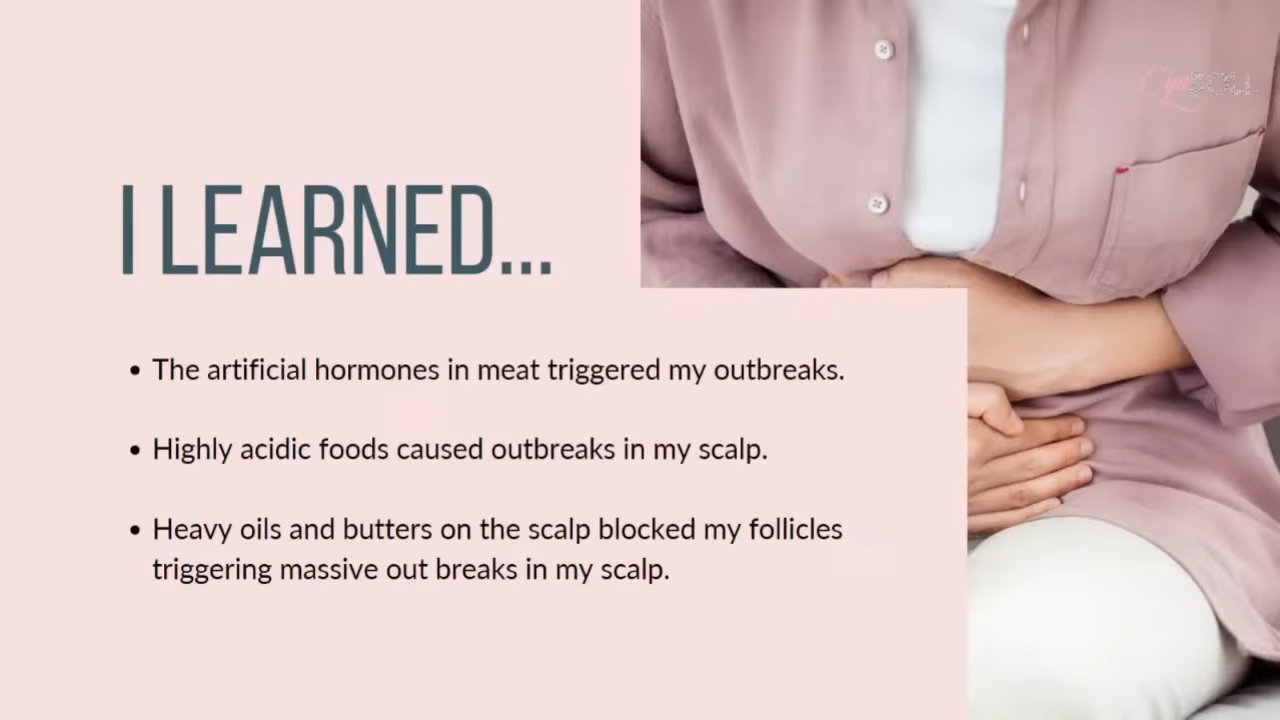 I LEARNED...
• The artificial hormones in meat triggered my outbreaks.
• Highly acidic foods caused outbreaks in my scalp.
• Heavy oils and butters on the scalp blocked my follicles
triggering massive out breaks in my scalp.